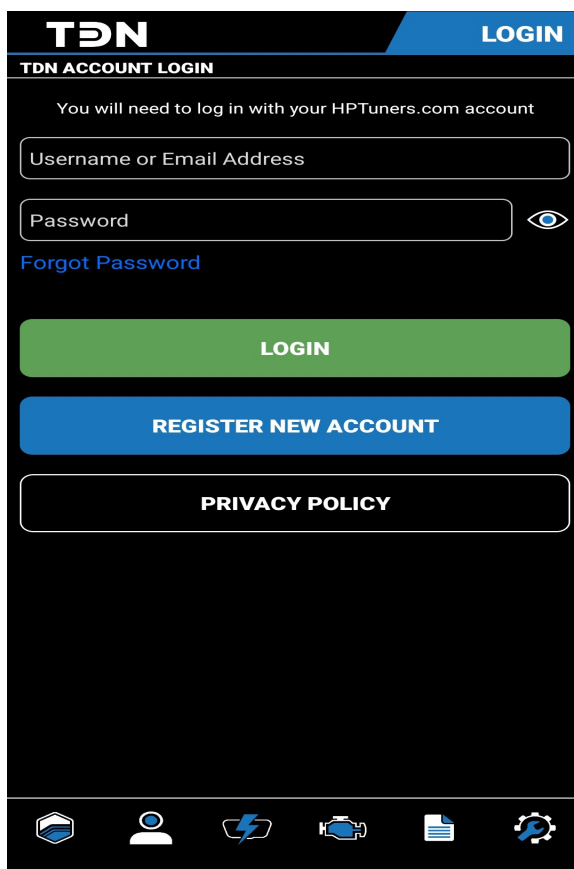 TDN
LOGIN
TDN ACCOUNT LOGIN
You will need to log in with your HPTuners.com account
Username or Email Address
Password
Forgot Password
LOGIN
REGISTER NEW ACCOUNT
PRIVACY POLICY